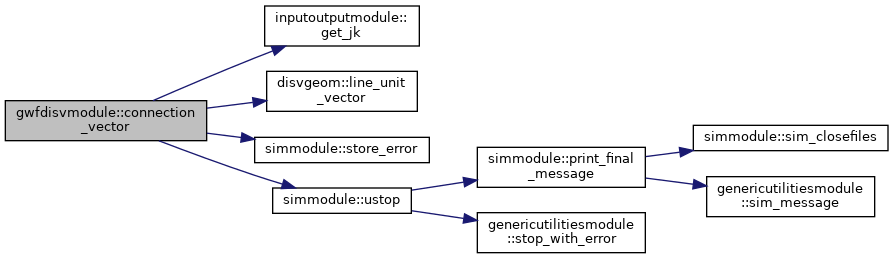 inputoutputmodule::
get_jk
gwfdisvmodule::connection
_vector
disvgeom::line_unit
_vector
simmodule::store_error
simmodule::ustop
simmodule::print_final
_message
simmodule::sim_closefiles
genericutilitiesmodule
::sim_message
genericutilitiesmodule
::stop_with_error